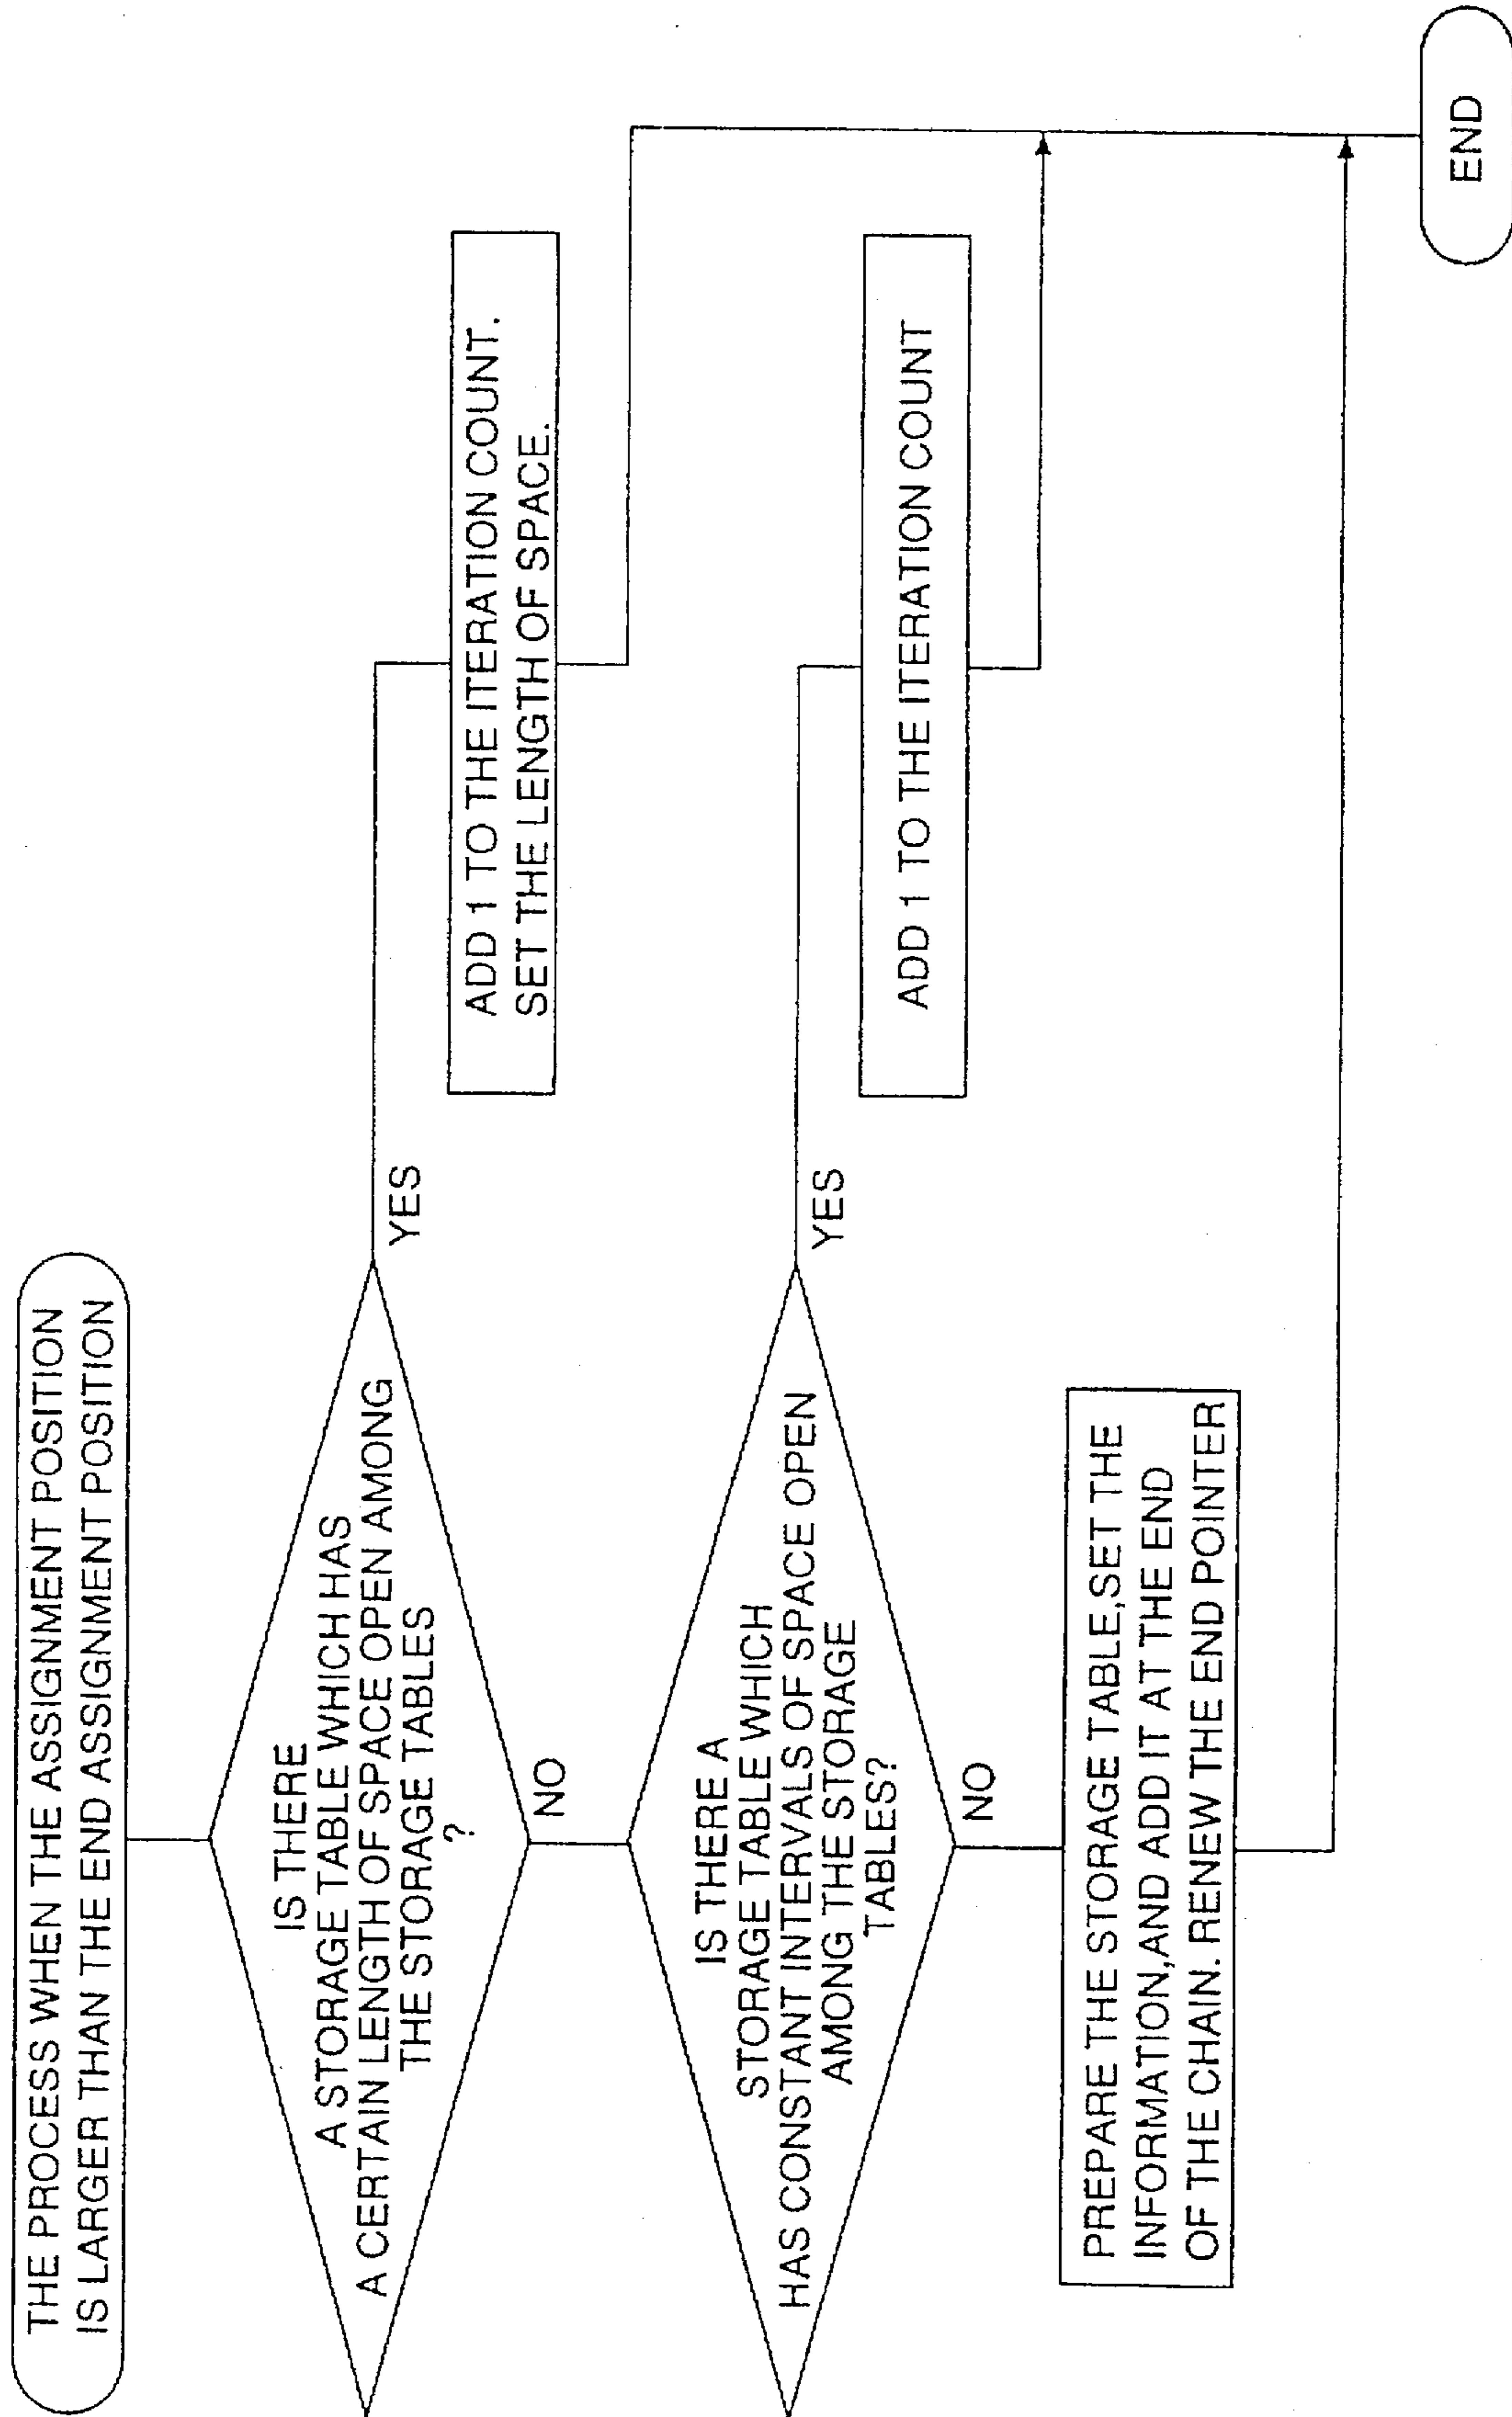 THE PROCESS WHEN THE ASSIGNMENT POSITION
IS LARGER THAN THE END ASSIGNMENT POSITION
IS THERE
A STORAGE TABLE WHICH HAS
A CERTAIN LENGTH OF SPACE OPEN AMONG
THE STORAGE TABLES
?
YES
ADD 1 TO THE ITERATION COUNT.
SET THE LENGTH OF SPACE.
NO
IS THERE A
STORAGE TABLE WHICH
HAS CONSTANT INTERVALS OF SPACE OPEN
AMONG THE STORAGE
TABLES?
YES
ADD 1 TO THE ITERATION COUNT
NO
PREPARE THE STORAGE TABLE,SET THE
INFORMATION,AND ADD IT AT THE END
OF THE CHAIN. RENEW THE END POINTER
END